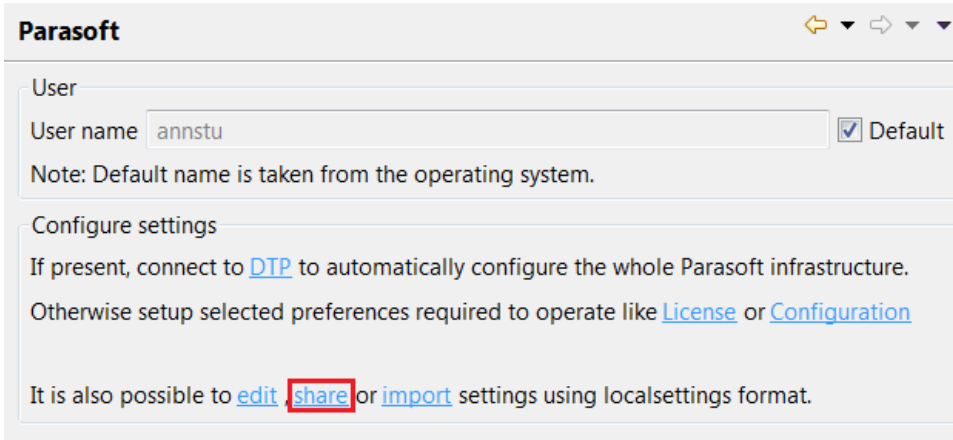 Parasoft
User
User name annstu Default
Note: Default name is taken from the operating system.
Configure settings
If present, connect to DTP to automatically configure the whole Parasoft infrastructure.
Otherwise setup selected preferences required to operate like License or Configuration
It is also possible to edit , share or import settings using localsettings format.